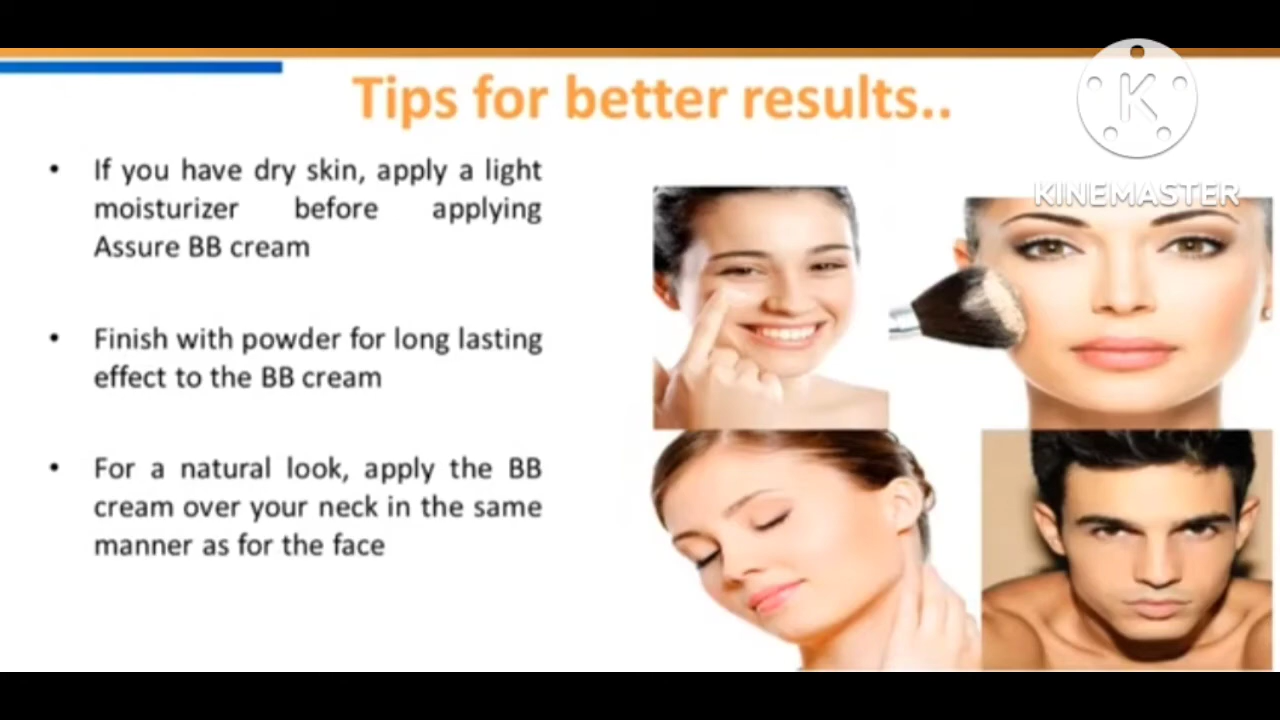 Tips for better results..
• If you have dry skin, apply a light
moisturizer before applying
Assure BB cream
• Finish with powder for long lasting
effect to the BB cream
• For a natural look, apply the BB
cream over your neck in the same
manner as for the face
K
KINEMASTER